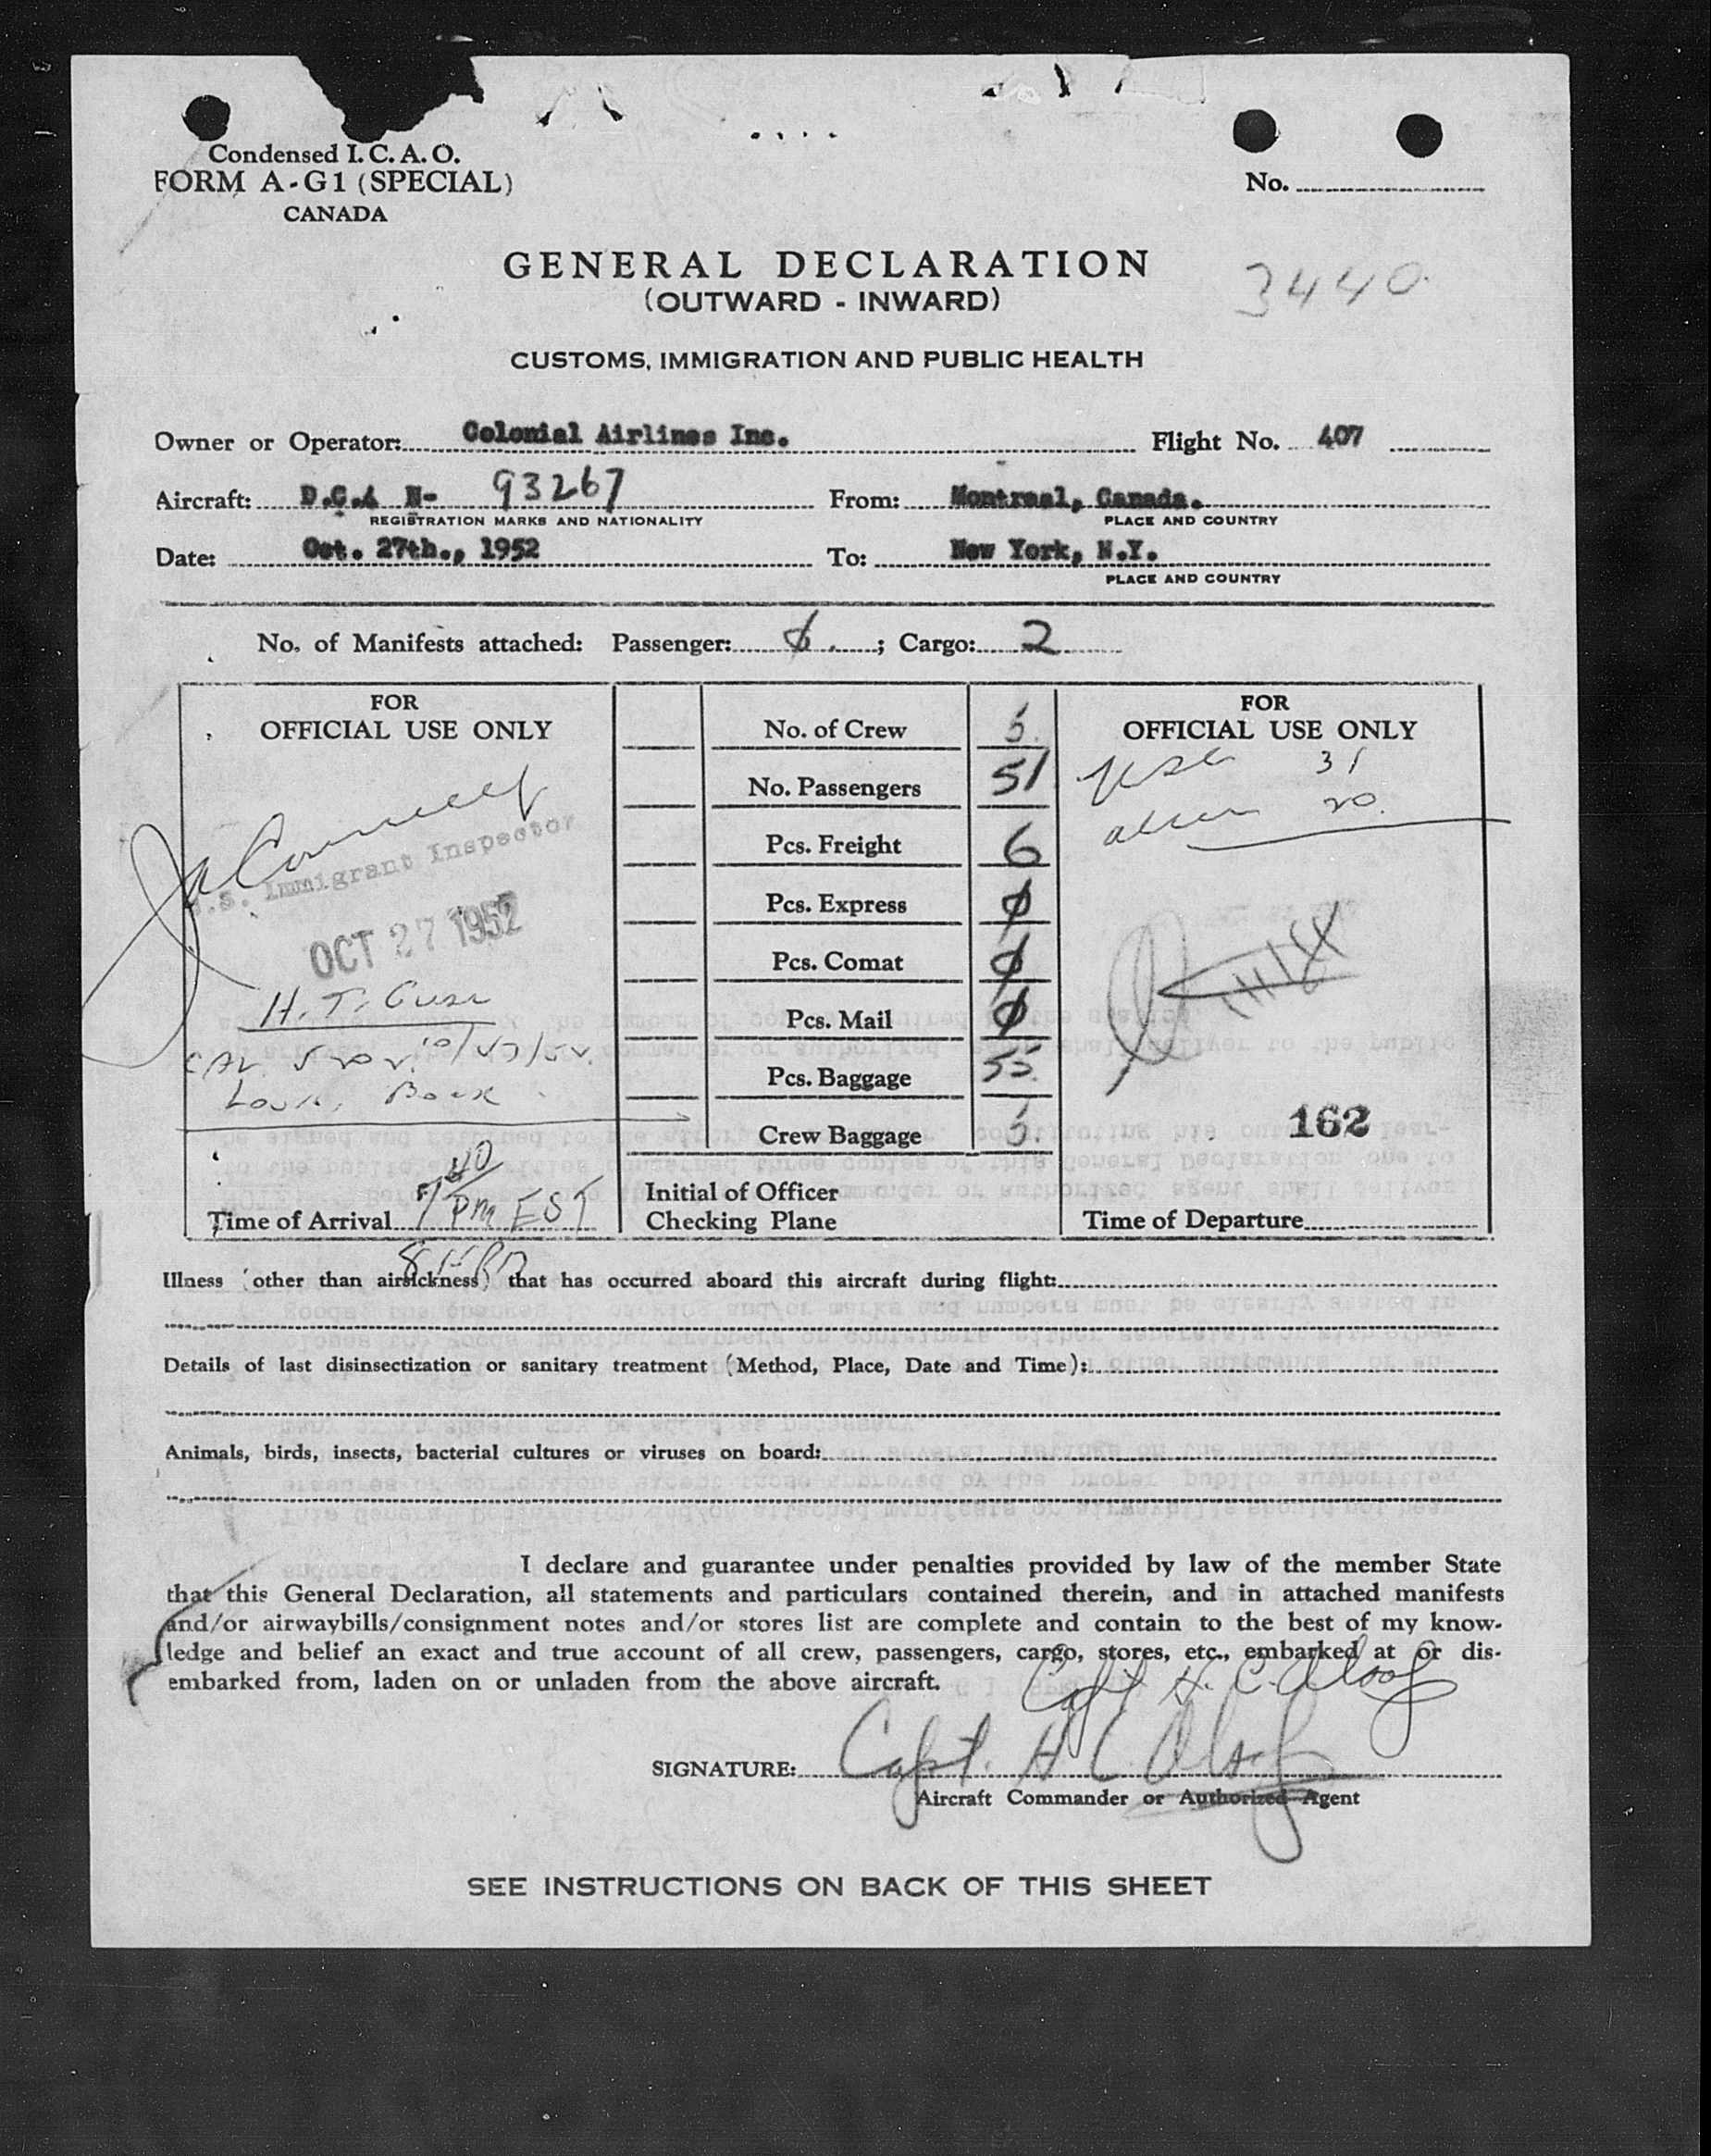 Condensed I. C. A. O.
FORM A-G1 (SPECIAL)
CANADA
No.
GENERAL DECLARATION
(OUTWARD - INWARD)
3440
CUSTOMS, IMMIGRATION AND PUBLIC HEALTH
Owner or Operator: Colonial Airlines Inc. Flight No. 407
Aircraft: D.C.4 N- 93267 From: Montreal, Canada.
REGISTRATION MARKS AND NATIONALITY PLACE AND COUNTRY
Date: Oct. 27th., 1952 To: New York, N.Y.
PLACE AND COUNTRY
No. of Manifests attached: Passenger: ; Cargo: 2
FOR
OFFICIAL USE ONLY
U.S. Immigrant Inspector
OCT 27 1952
H. T.
Time of Arrival 7 40 PM EST
No. of Crew 5
No. Passengers 51
Pcs. Freight 6
Pcs. Express 0
Pcs. Comat 0
Pcs. Mail 0
Pcs. Baggage 55
Crew Baggage 5
Initial of Officer
Checking Plane
FOR
OFFICIAL USE ONLY
31
20
162
Time of Departure
Illness (other than airsickness) that has occurred aboard this aircraft during flight:
Details of last disinsectization or sanitary treatment (Method, Place, Date and Time):
Animals, birds, insects, bacterial cultures or viruses on board:
I declare and guarantee under penalties provided by law of the member State
that this General Declaration, all statements and particulars contained therein, and in attached manifests
and/or airwaybills/consignment notes and/or stores list are complete and contain to the best of my know-
ledge and belief an exact and true account of all crew, passengers, cargo, stores, etc., embarked at or dis-
embarked from, laden on or unladen from the above aircraft.
Capt H. C.
SIGNATURE: Capt. H C
Aircraft Commander or Authorized Agent
SEE INSTRUCTIONS ON BACK OF THIS SHEET